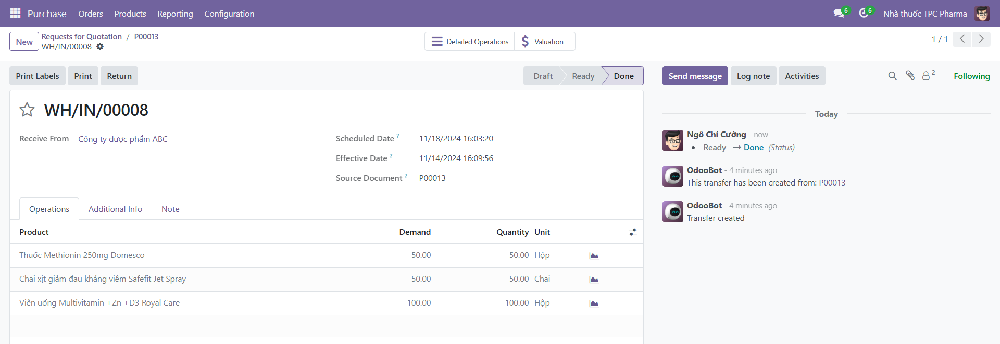 Purchase Orders Products Reporting Configuration 6 6 Nhà thuốc TPC Pharma
New Requests for Quotation / P00013
WH/IN/00008
Detailed Operations $ Valuation
1 / 1
Print Labels Print Return
Draft Ready Done
Send message Log note Activities 2 Following
WH/IN/00008
Receive From Công ty dược phẩm ABC
Scheduled Date ? 11/18/2024 16:03:20
Effective Date ? 11/14/2024 16:09:56
Source Document ? P00013
Operations Additional Info Note
Product Demand Quantity Unit
Thuốc Methionin 250mg Domesco 50.00 50.00 Hộp
Chai xịt giảm đau kháng viêm Safefit Jet Spray 50.00 50.00 Chai
Viên uống Multivitamin +Zn +D3 Royal Care 100.00 100.00 Hộp
Today
Ngô Chí Cường - now
• Ready → Done (Status)
OdooBot - 4 minutes ago
This transfer has been created from: P00013
OdooBot - 4 minutes ago
Transfer created